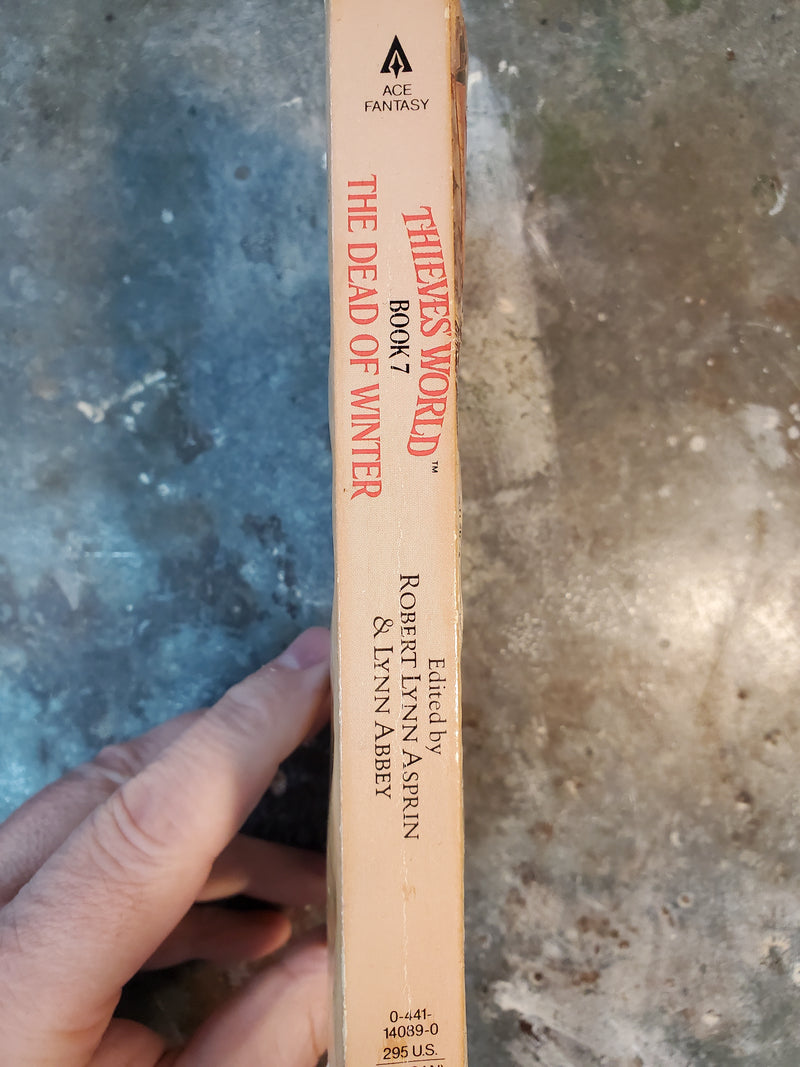 ACE
FANTASY
THIEVES' WORLD™
BOOK 7
THE DEAD OF WINTER
Edited by
ROBERT LYNN ASPRIN
& LYNN ABBEY
0-441-
14089-0
295 U.S.